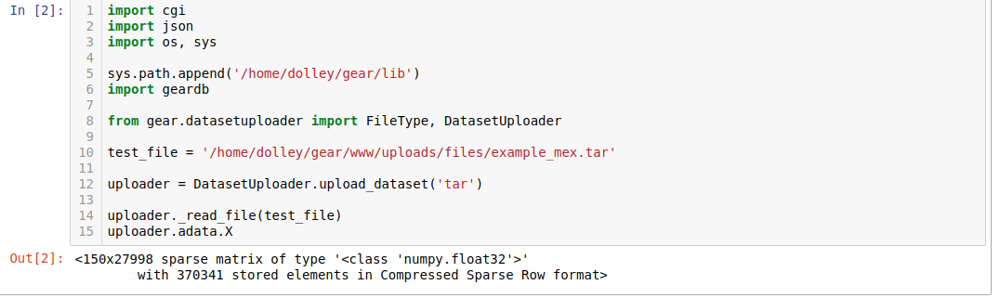 In [2]:
1 import cgi
2 import json
3 import os, sys
4
5 sys.path.append('/home/dolley/gear/lib')
6 import geardb
7
8 from gear.datasetuploader import FileType, DatasetUploader
9
10 test_file = '/home/dolley/gear/www/uploads/files/example_mex.tar'
11
12 uploader = DatasetUploader.upload_dataset('tar')
13
14 uploader._read_file(test_file)
15 uploader.adata.X
Out[2]: <150x27998 sparse matrix of type '<class 'numpy.float32'>'
with 370341 stored elements in Compressed Sparse Row format>